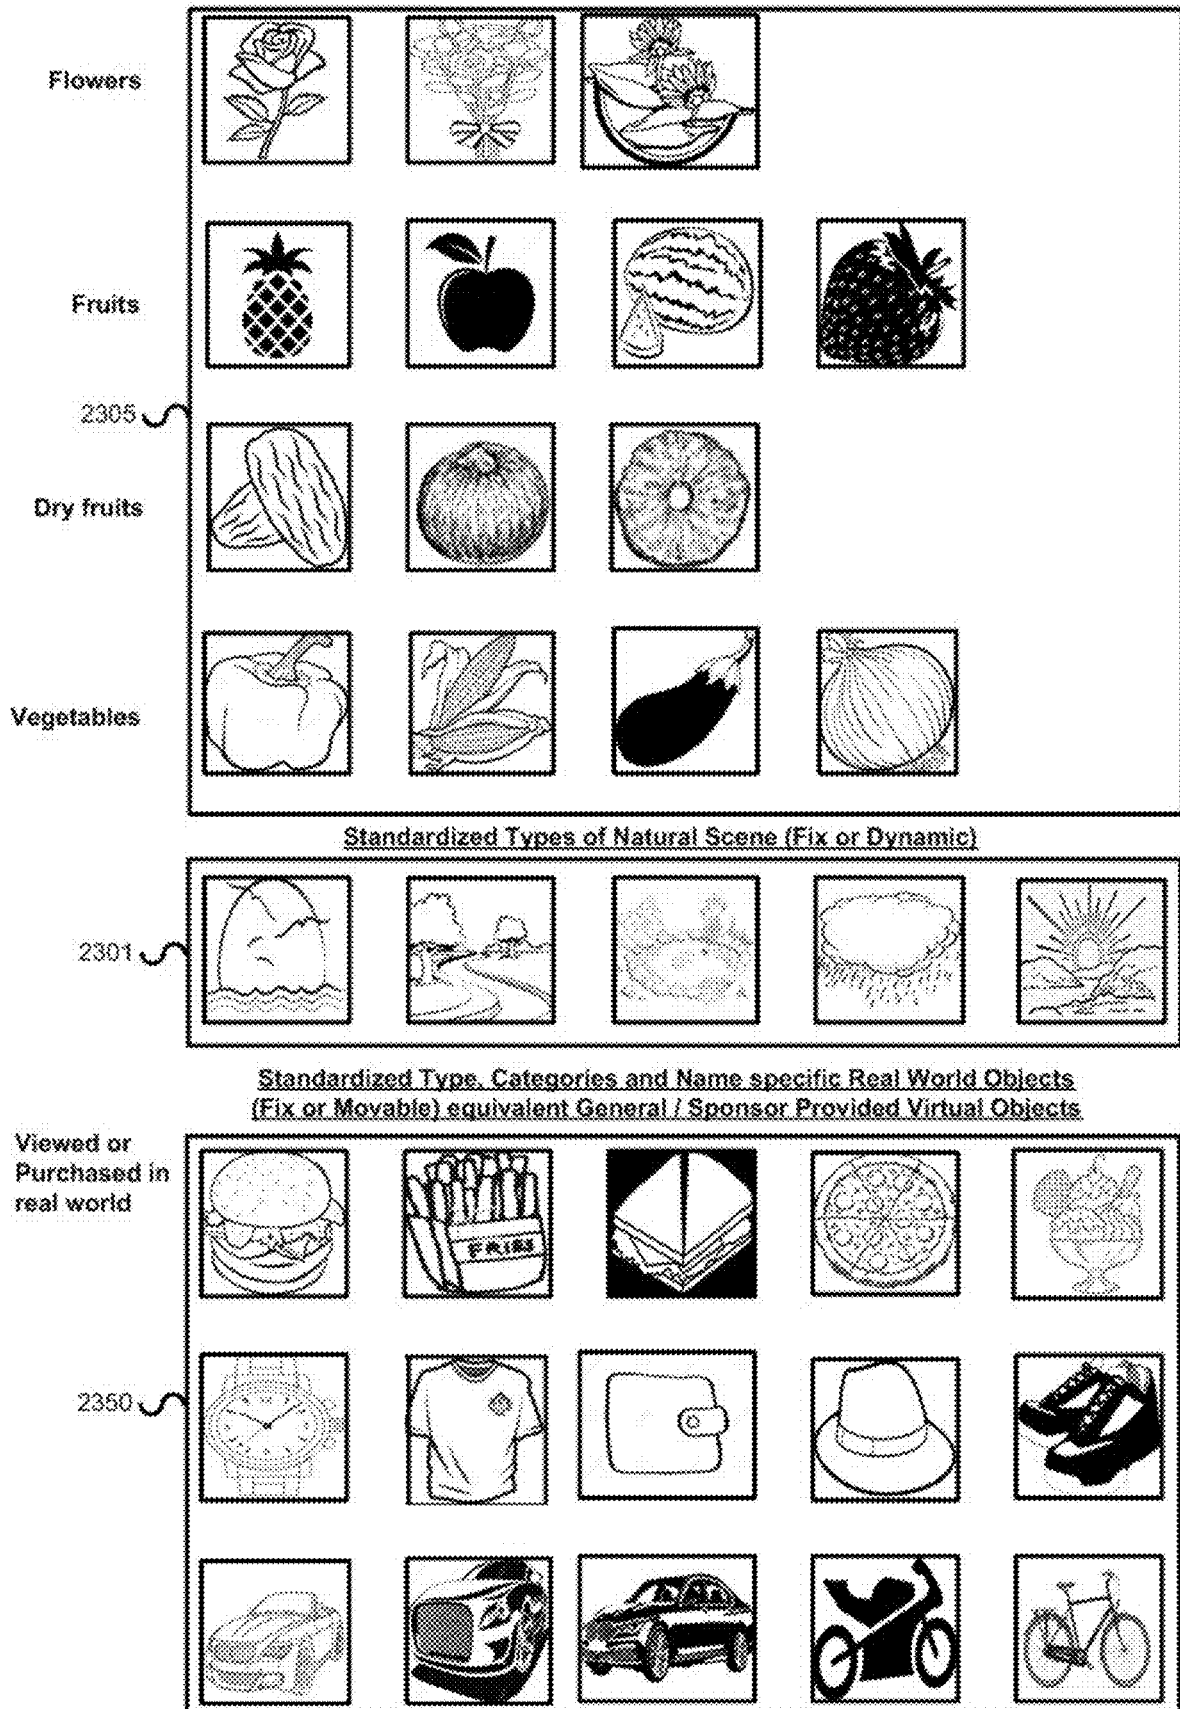 Flowers
Fruits
2305
Dry fruits
Vegetables
Standardized Types of Natural Scene (Fix or Dynamic)
2301
Standardized Type, Categories and Name specific Real World Objects
(Fix or Movable) equivalent General / Sponsor Provided Virtual Objects
Viewed or
Purchased in
real world
FRIES
2350